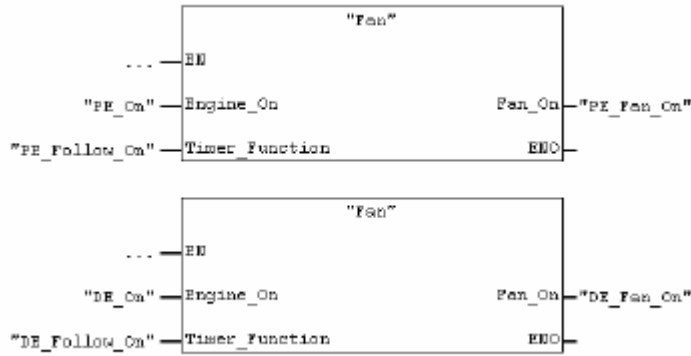 "Fan"
... EN
"PE_On" Engine_On Fan_On "PE_Fan_On"
"PE_Follow_On" Timer_Function ENO
"Fan"
... EN
"DE_On" Engine_On Fan_On "DE_Fan_On"
"DE_Follow_On" Timer_Function ENO